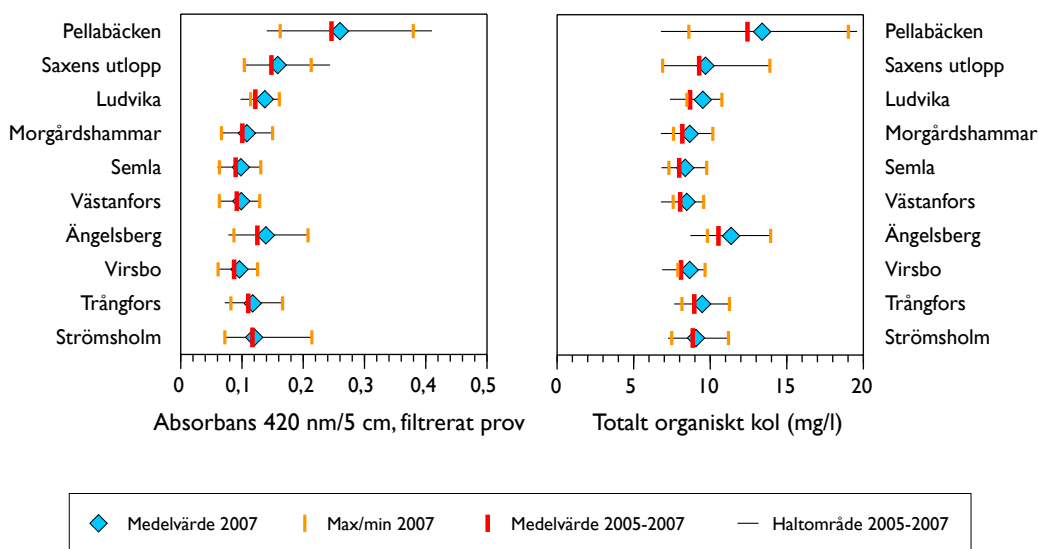 Pellabäcken
Saxens utlopp
Ludvika
Morgårdshammar
Semla
Västanfors
Ängelsberg
Virsbo
Trångfors
Strömsholm
0 0,1 0,2 0,3 0,4 0,5
Absorbans 420 nm/5 cm, filtrerat prov
Pellabäcken
Saxens utlopp
Ludvika
Morgårdshammar
Semla
Västanfors
Ängelsberg
Virsbo
Trångfors
Strömsholm
0 5 10 15 20
Totalt organiskt kol (mg/l)
Medelvärde 2007 Max/min 2007 Medelvärde 2005-2007 Haltområde 2005-2007